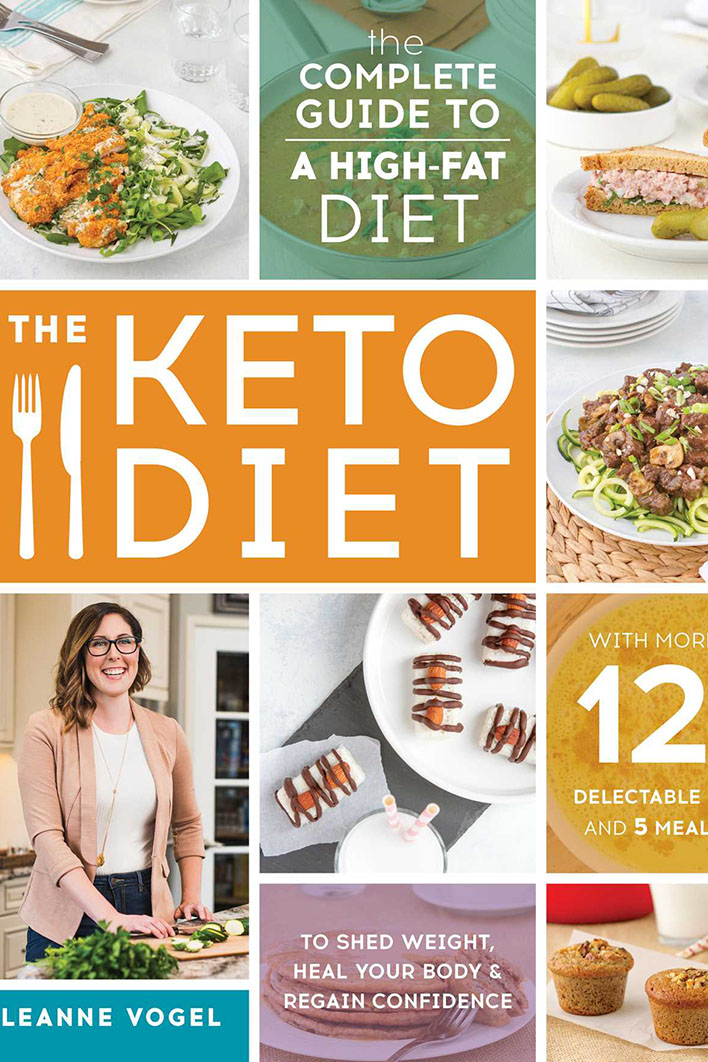 the
COMPLETE
GUIDE TO
A HIGH-FAT
DIET
THE
KETO
DIET
WITH MOR
12
DELECTABLE
AND 5 MEAL
TO SHED WEIGHT,
HEAL YOUR BODY &
REGAIN CONFIDENCE
LEANNE VOGEL